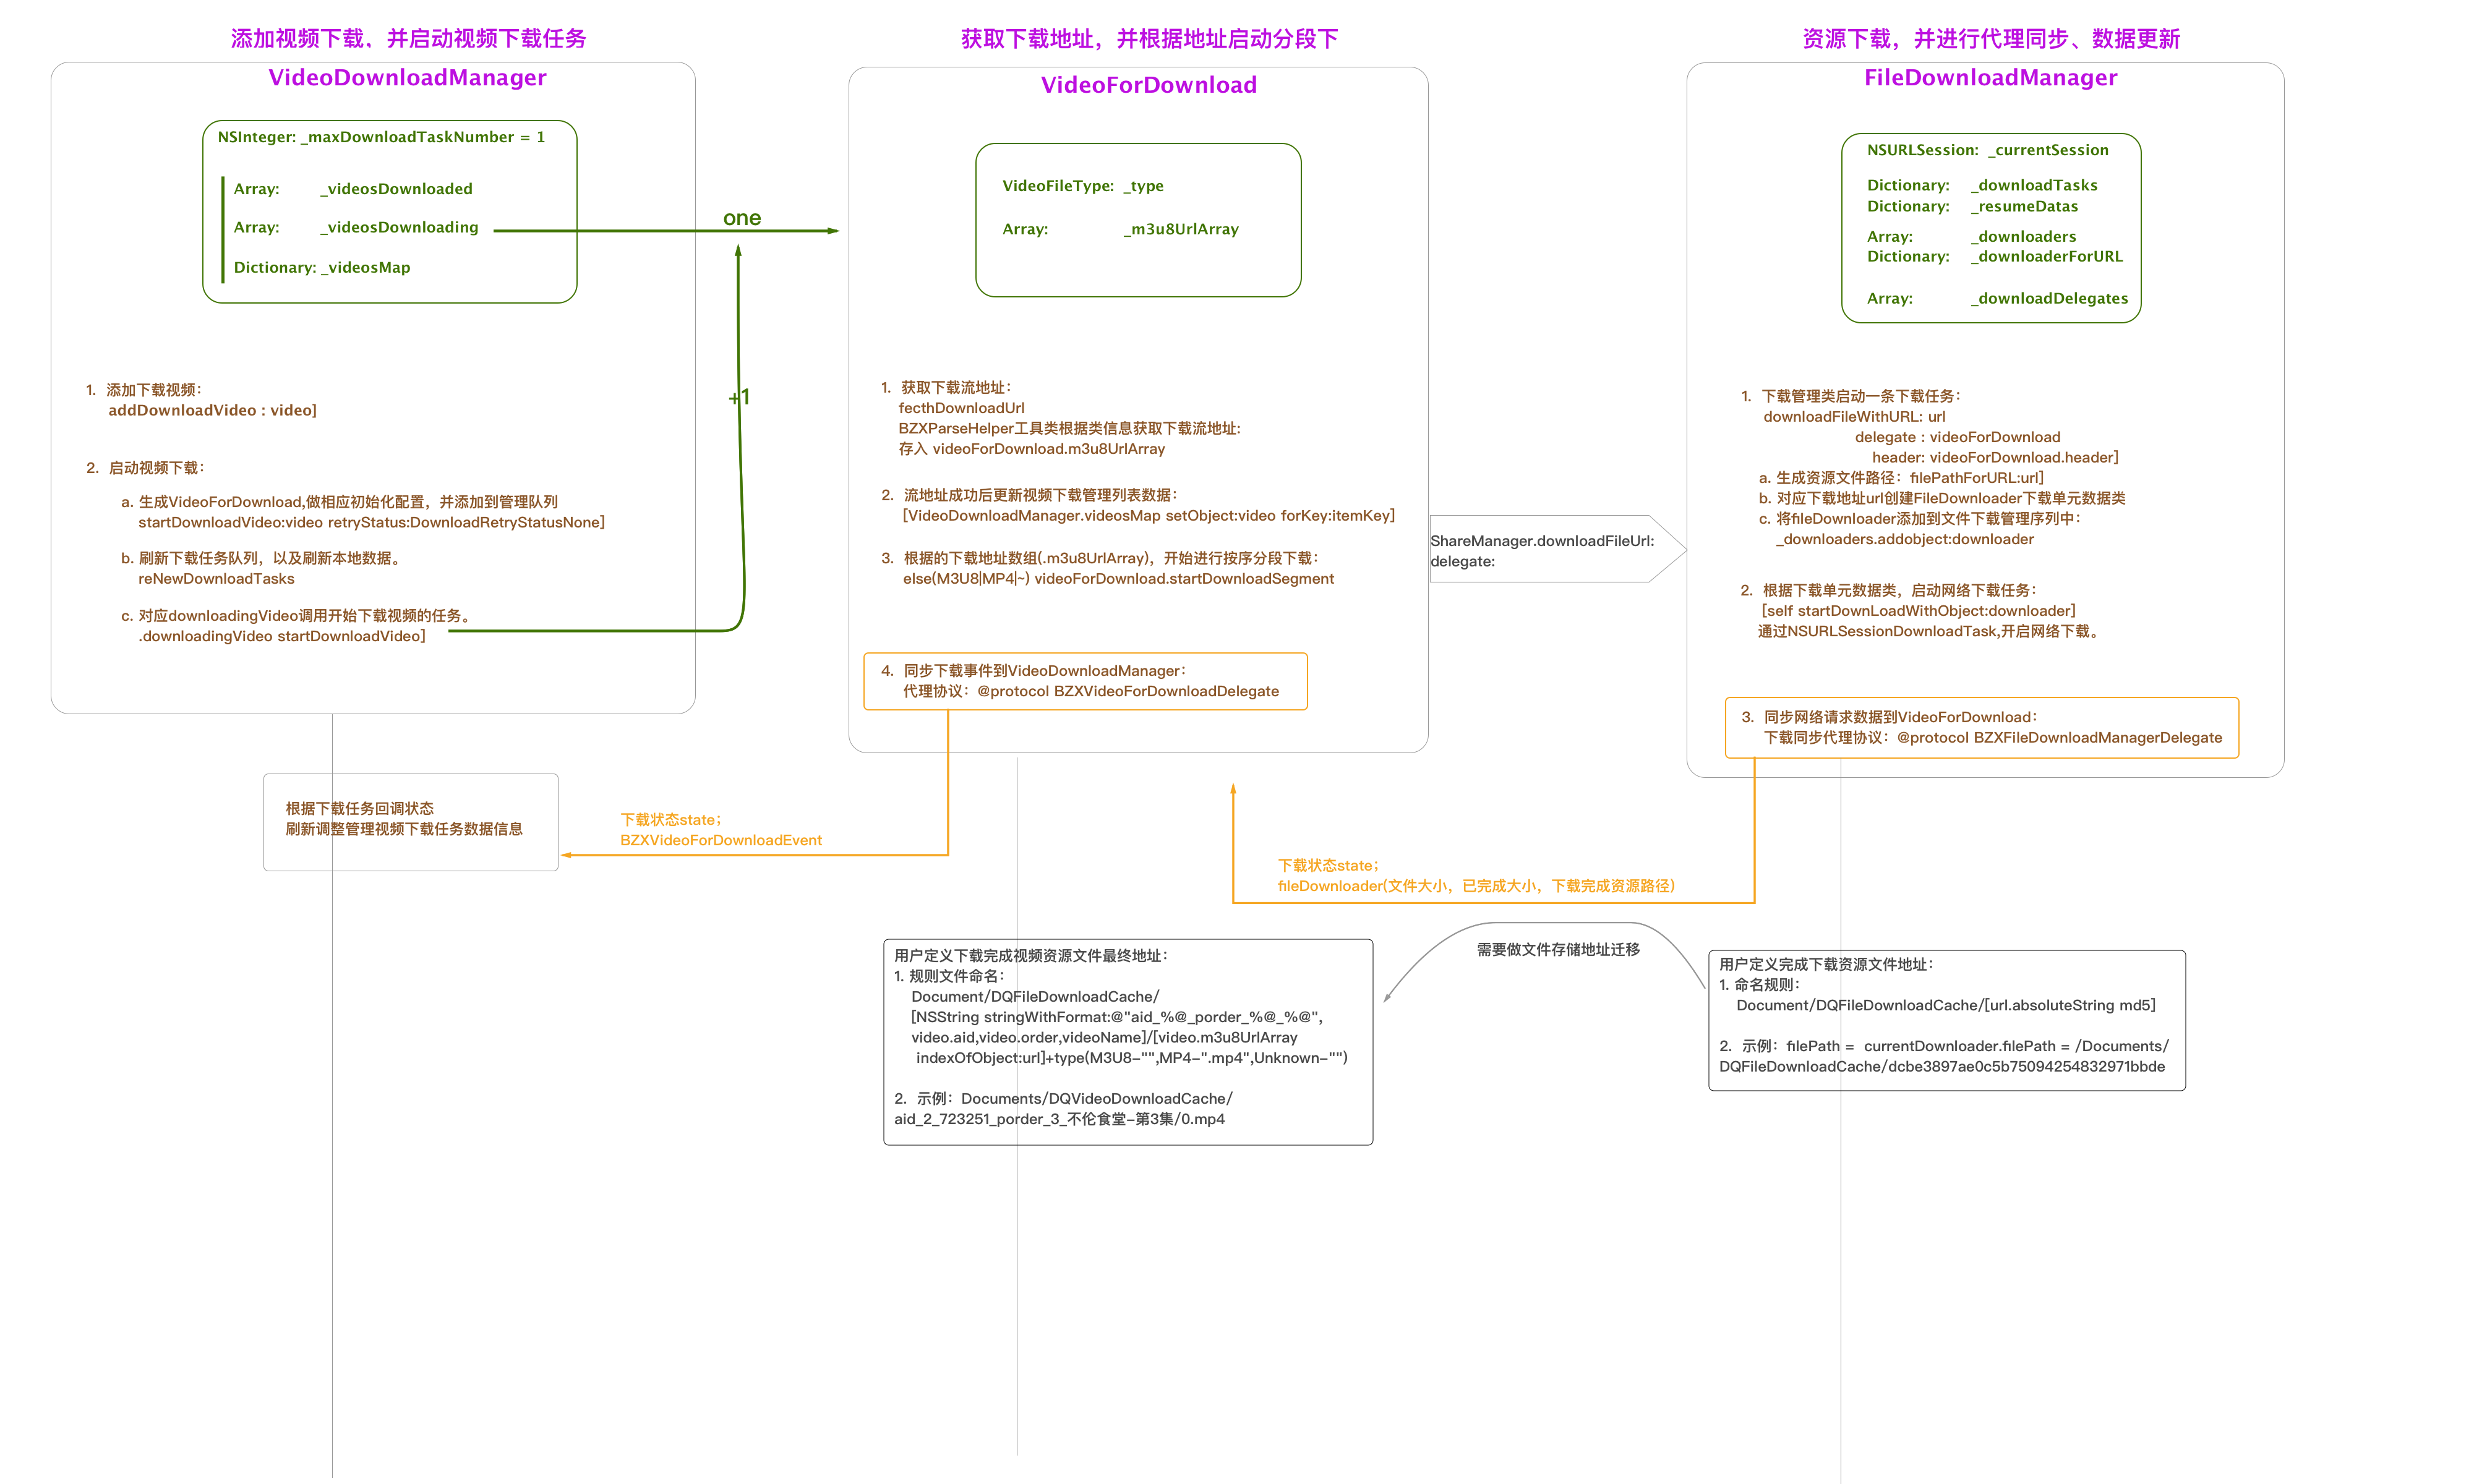 添加视频下载，并启动视频下载任务
VideoDownloadManager
NSInteger: _maxDownloadTaskNumber = 1
Array: _videosDownloaded
Array: _videosDownloading
Dictionary: _videosMap
1. 添加下载视频：
addDownloadVideo : video]
2. 启动视频下载：
a. 生成VideoForDownload,做相应初始化配置，并添加到管理队列
startDownloadVideo:video retryStatus:DownloadRetryStatusNone]
b. 刷新下载任务队列，以及刷新本地数据。
reNewDownloadTasks
c. 对应downloadingVideo调用开始下载视频的任务。
.downloadingVideo startDownloadVideo]
one
+1
根据下载任务回调状态
刷新调整管理视频下载任务数据信息
获取下载地址，并根据地址启动分段下
VideoForDownload
VideoFileType: _type
Array: _m3u8UrlArray
1. 获取下载流地址：
fecthDownloadUrl
BZXParseHelper工具类根据类信息获取下载流地址:
存入 videoForDownload.m3u8UrlArray
2. 流地址成功后更新视频下载管理列表数据：
[VideoDownloadManager.videosMap setObject:video forKey:itemKey]
3. 根据的下载地址数组(.m3u8UrlArray)，开始进行按序分段下载：
else(M3U8|MP4|~) videoForDownload.startDownloadSegment
4. 同步下载事件到VideoDownloadManager：
代理协议：@protocol BZXVideoForDownloadDelegate
下载状态state；
BZXVideoForDownloadEvent
ShareManager.downloadFileUrl:
delegate:
资源下载，并进行代理同步、数据更新
FileDownloadManager
NSURLSession: _currentSession
Dictionary: _downloadTasks
Dictionary: _resumeDatas
Array: _downloaders
Dictionary: _downloaderForURL
Array: _downloadDelegates
1. 下载管理类启动一条下载任务：
downloadFileWithURL: url
delegate : videoForDownload
header: videoForDownload.header]
a. 生成资源文件路径：filePathForURL:url]
b. 对应下载地址url创建FileDownloader下载单元数据类
c. 将fileDownloader添加到文件下载管理序列中：
_downloaders.addobject:downloader
2. 根据下载单元数据类，启动网络下载任务：
[self startDownLoadWithObject:downloader]
通过NSURLSessionDownloadTask,开启网络下载。
3. 同步网络请求数据到VideoForDownload：
下载同步代理协议：@protocol BZXFileDownloadManagerDelegate
下载状态state；
fileDownloader(文件大小，已完成大小，下载完成资源路径)
需要做文件存储地址迁移
用户定义下载完成视频资源文件最终地址：
1. 规则文件命名：
Document/DQFileDownloadCache/
[NSString stringWithFormat:@"aid_%@_porder_%@_%@",
video.aid,video.order,videoName]/[video.m3u8UrlArray
indexOfObject:url]+type(M3U8-"",MP4-".mp4",Unknown-"")
2. 示例：Documents/DQVideoDownloadCache/
aid_2_723251_porder_3_不伦食堂-第3集/0.mp4
用户定义完成下载资源文件地址：
1. 命名规则：
Document/DQFileDownloadCache/[url.absoluteString md5]
2. 示例：filePath = currentDownloader.filePath = /Documents/
DQFileDownloadCache/dcbe3897ae0c5b75094254832971bbde